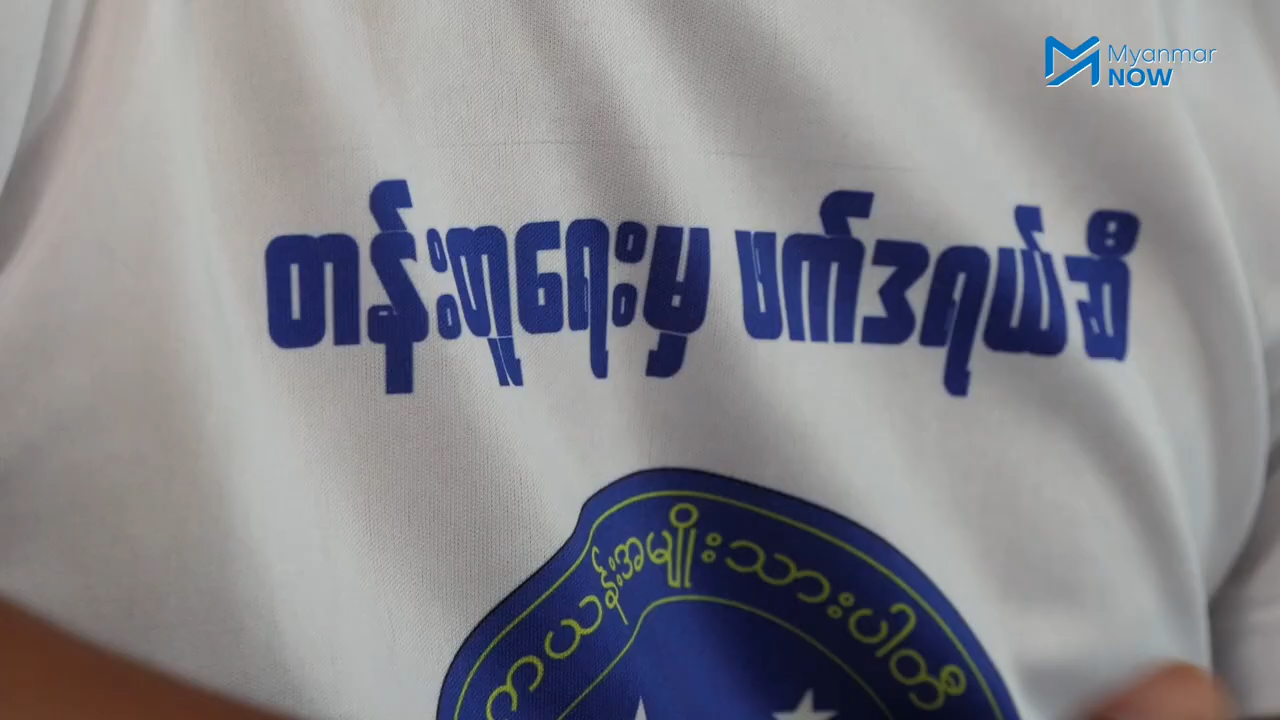 Myanmar
NOW
တန်းတူရေးမှ ဖက်ဒရယ်ဆီ
ကယန်းအမျိုးသားပါတီ